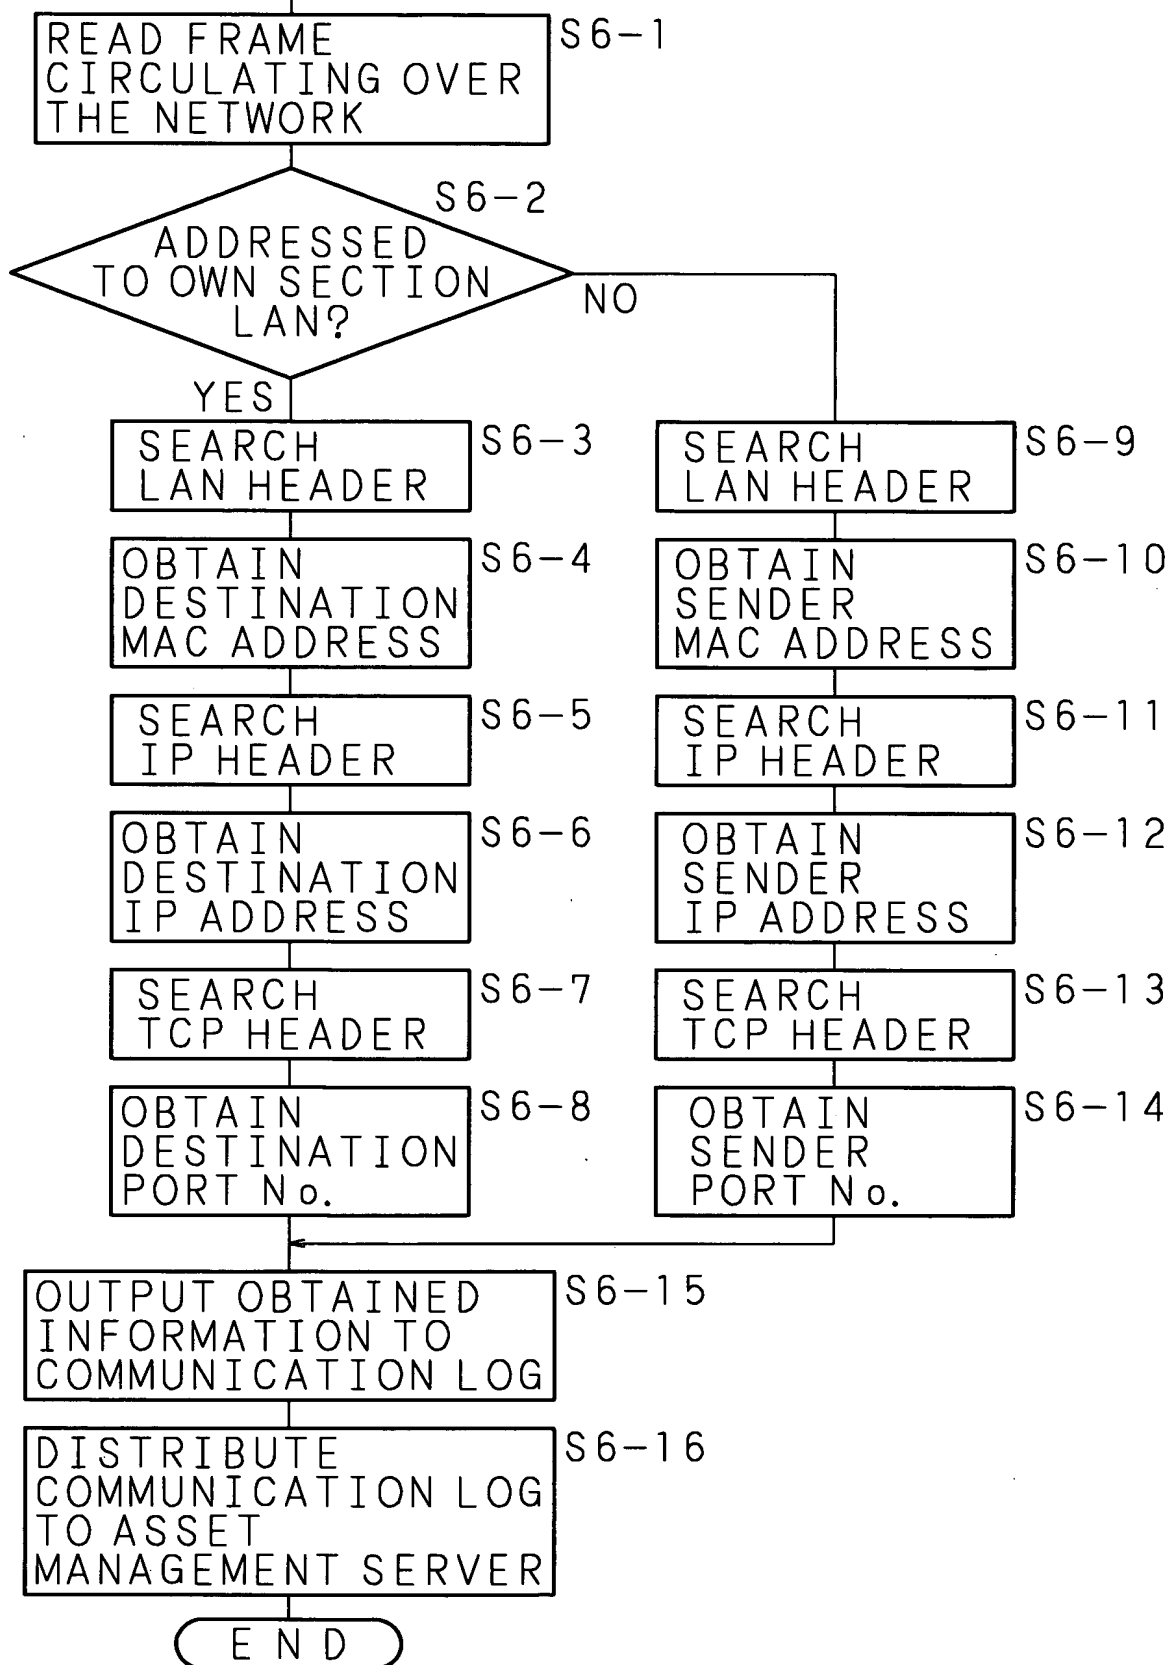 READ FRAME
CIRCULATING OVER
THE NETWORK
S6-1
S6-2
ADDRESSED
TO OWN SECTION
LAN?
NO
YES
SEARCH
LAN HEADER
S6-3
OBTAIN
DESTINATION
MAC ADDRESS
S6-4
SEARCH
IP HEADER
S6-5
OBTAIN
DESTINATION
IP ADDRESS
S6-6
SEARCH
TCP HEADER
S6-7
OBTAIN
DESTINATION
PORT No.
S6-8
SEARCH
LAN HEADER
S6-9
OBTAIN
SENDER
MAC ADDRESS
S6-10
SEARCH
IP HEADER
S6-11
OBTAIN
SENDER
IP ADDRESS
S6-12
SEARCH
TCP HEADER
S6-13
OBTAIN
SENDER
PORT No.
S6-14
OUTPUT OBTAINED
INFORMATION TO
COMMUNICATION LOG
S6-15
DISTRIBUTE
COMMUNICATION LOG
TO ASSET
MANAGEMENT SERVER
S6-16
END